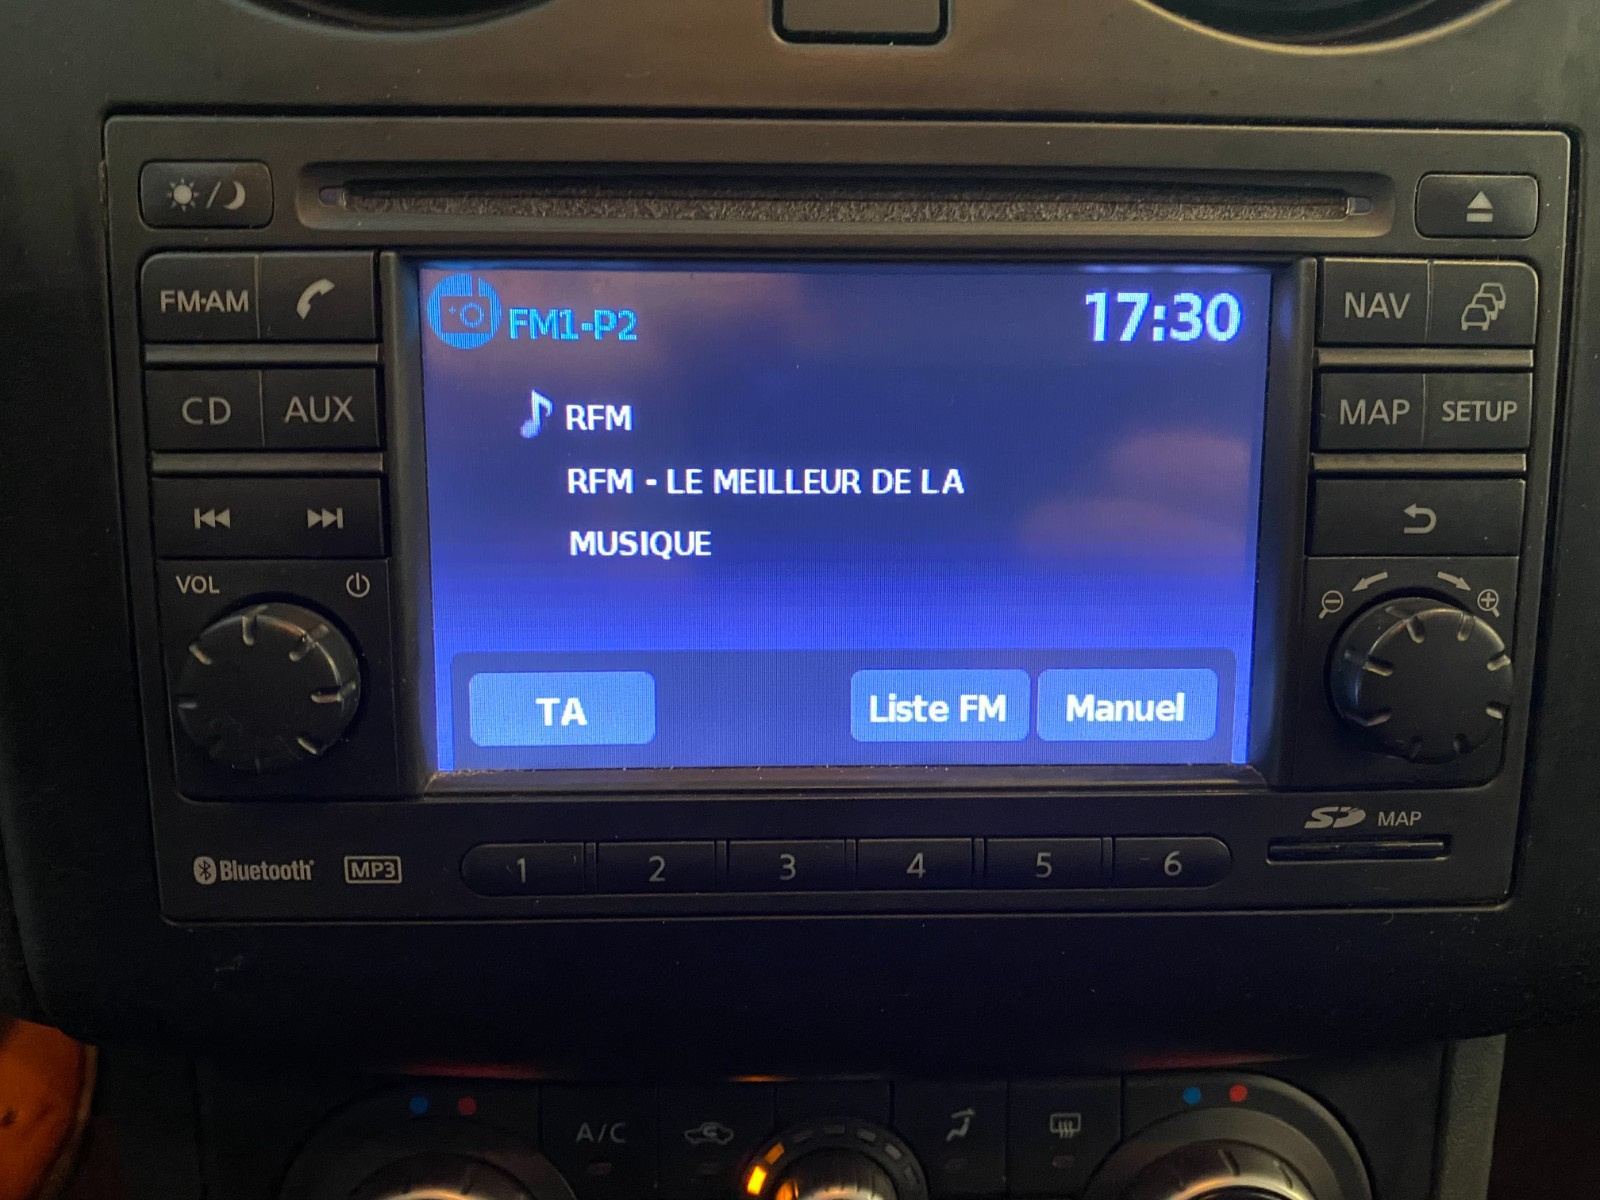 FM·AM
FM1-P2
17:30
NAV
RFM
CD
AUX
MAP
SETUP
RFM - LE MEILLEUR DE LA
MUSIQUE
VOL
TA
Liste FM
Manuel
SD MAP
Bluetooth
MP3
1
2
3
4
5
6
A/C